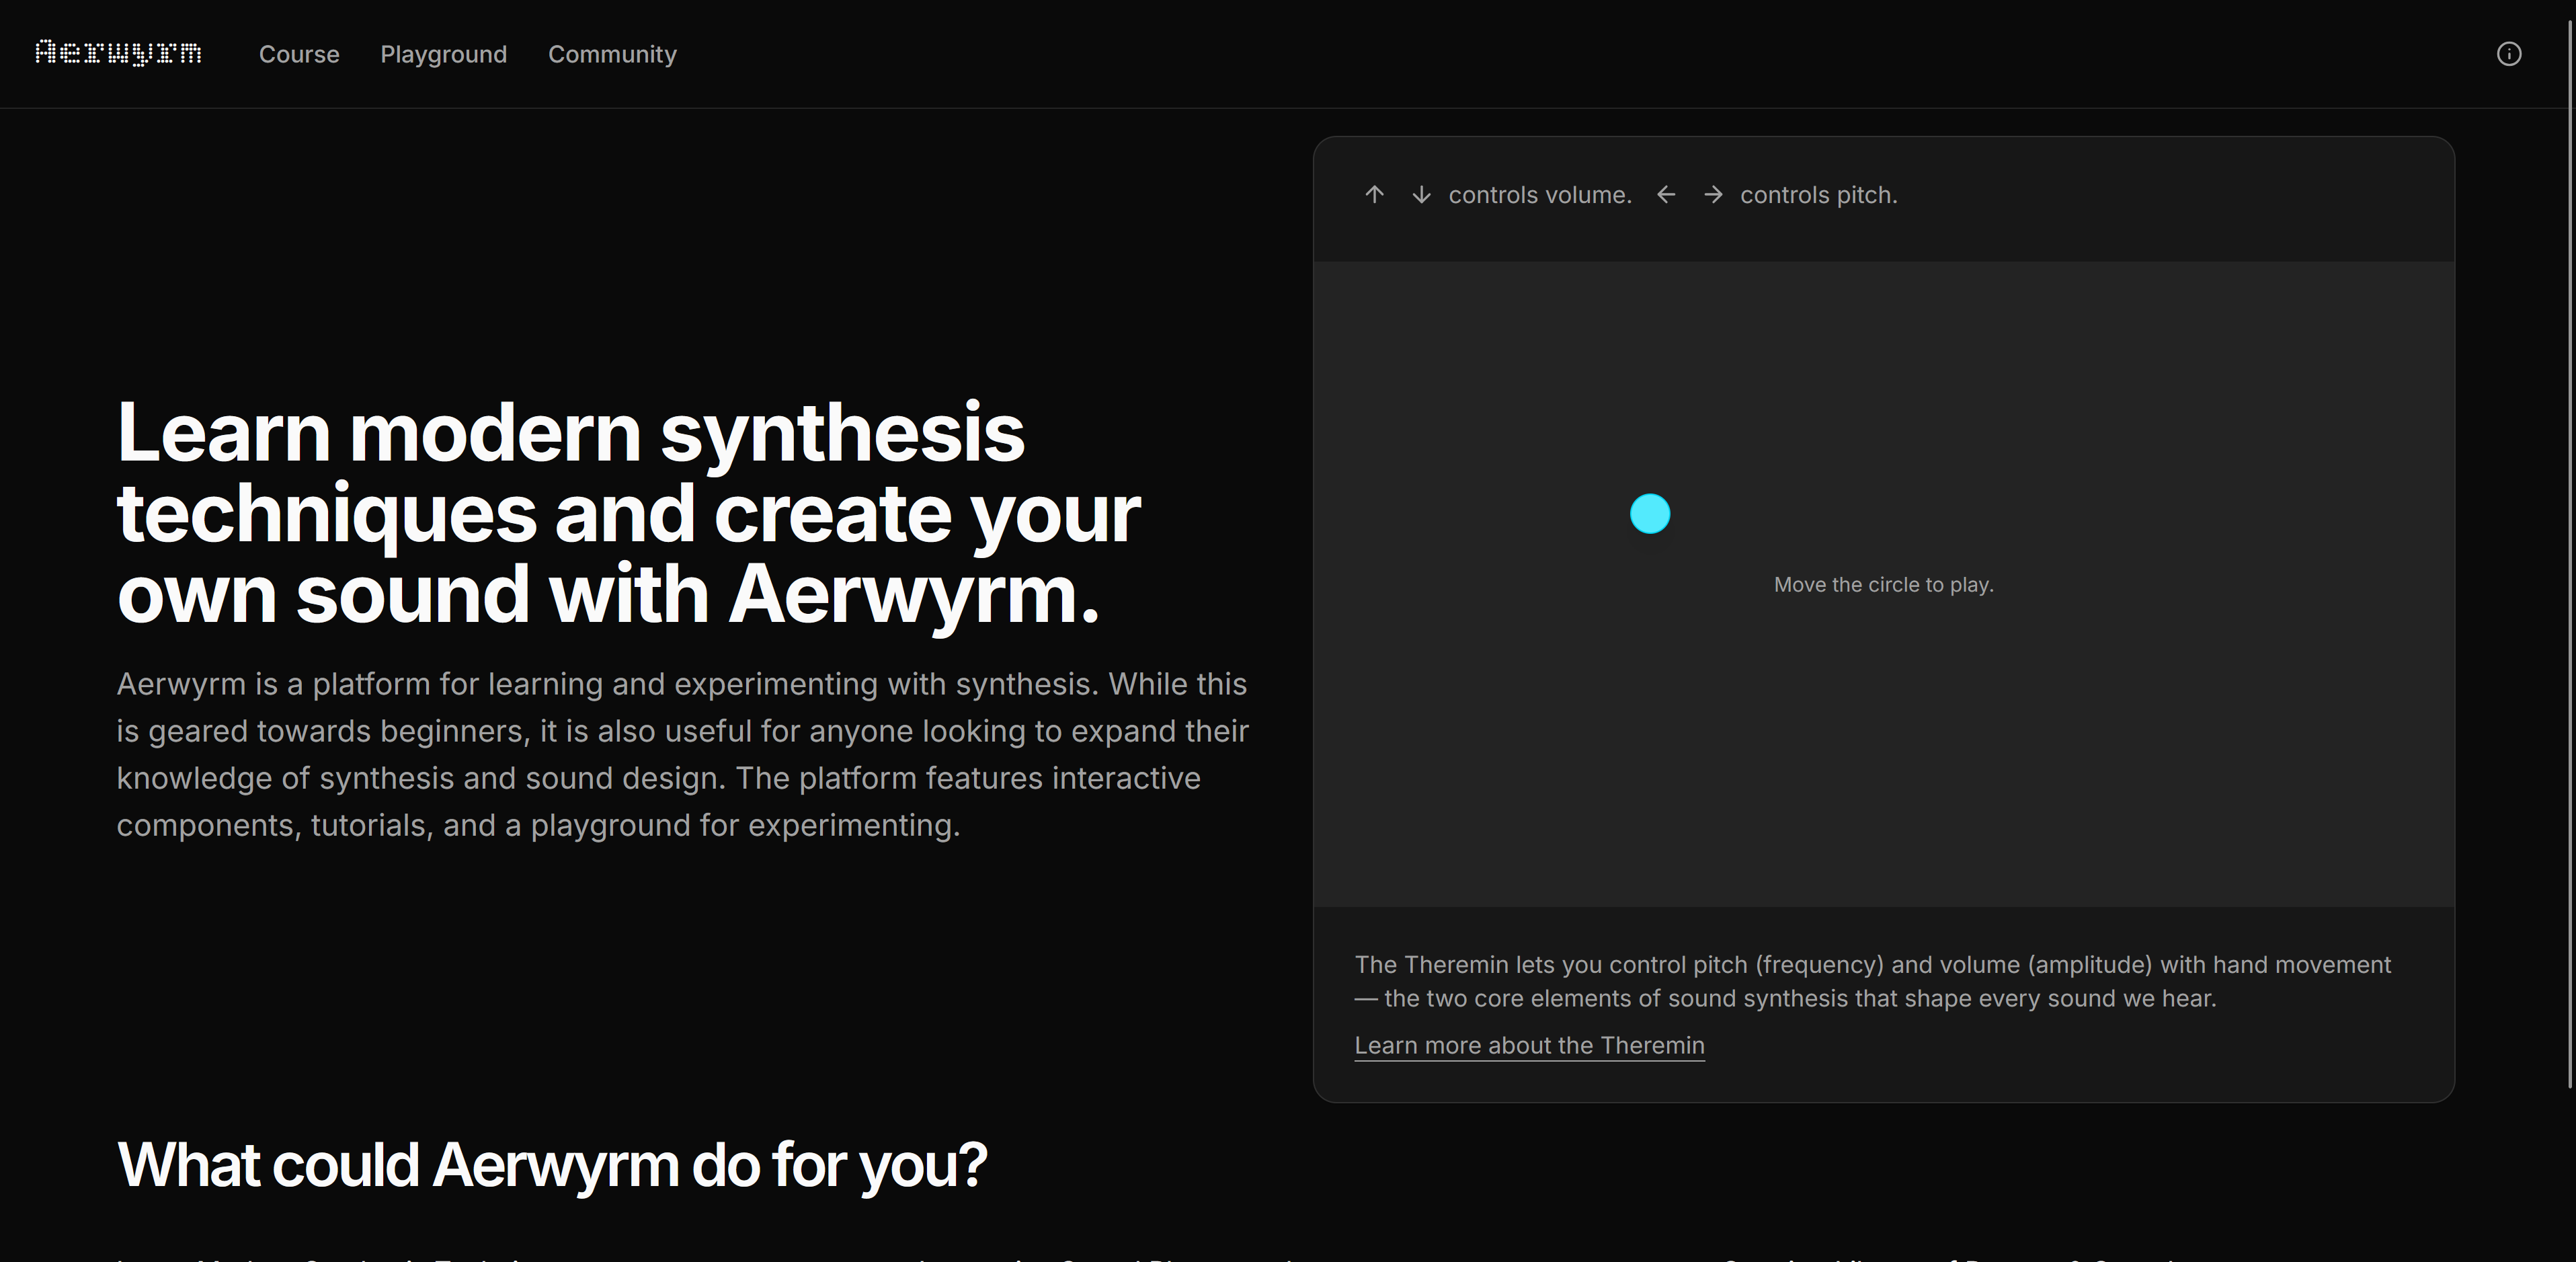 Aerwyrm
Course
Playground
Community
Learn modern synthesis
techniques and create your
own sound with Aerwyrm.
Aerwyrm is a platform for learning and experimenting with synthesis. While this
is geared towards beginners, it is also useful for anyone looking to expand their
knowledge of synthesis and sound design. The platform features interactive
components, tutorials, and a playground for experimenting.
↑ ↓ controls volume. ← → controls pitch.
Move the circle to play.
The Theremin lets you control pitch (frequency) and volume (amplitude) with hand movement
— the two core elements of sound synthesis that shape every sound we hear.
Learn more about the Theremin
What could Aerwyrm do for you?